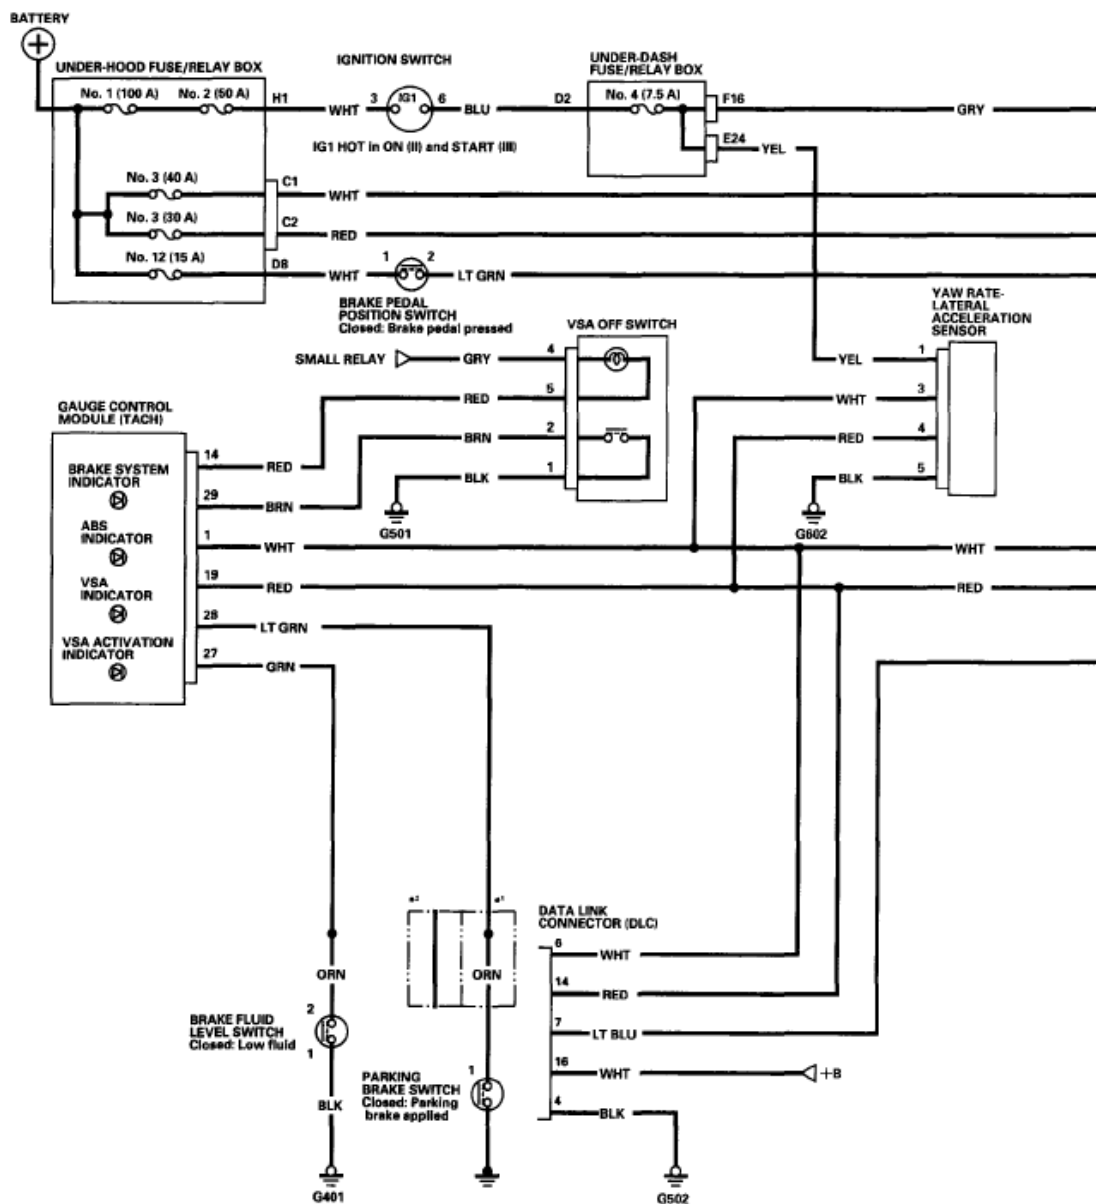 BATTERY
UNDER-HOOD FUSE/RELAY BOX
No. 1 (100 A)
No. 2 (50 A)
H1
WHT
IGNITION SWITCH
3
IG1
6
BLU
IG1 HOT in ON (II) and START (III)
UNDER-DASH
FUSE/RELAY BOX
D2
No. 4 (7.5 A)
F16
GRY
E24
YEL
No. 3 (40 A)
C1
WHT
No. 3 (30 A)
C2
RED
No. 12 (15 A)
D8
WHT
1
2
LT GRN
BRAKE PEDAL
POSITION SWITCH
Closed: Brake pedal pressed
VSA OFF SWITCH
SMALL RELAY
GRY
4
RED
5
BRN
2
BLK
1
G501
YAW RATE-
LATERAL
ACCELERATION
SENSOR
YEL
1
WHT
3
RED
4
BLK
5
G602
GAUGE CONTROL
MODULE (TACH)
BRAKE SYSTEM
INDICATOR
ABS
INDICATOR
VSA
INDICATOR
VSA ACTIVATION
INDICATOR
14
RED
29
BRN
1
WHT
WHT
19
RED
RED
28
LT GRN
27
GRN
ORN
BRAKE FLUID
LEVEL SWITCH
Closed: Low fluid
2
1
BLK
G401
*2
*1
ORN
PARKING
BRAKE SWITCH
Closed: Parking
brake applied
1
DATA LINK
CONNECTOR (DLC)
6
WHT
14
RED
7
LT BLU
16
WHT
+B
4
BLK
G502